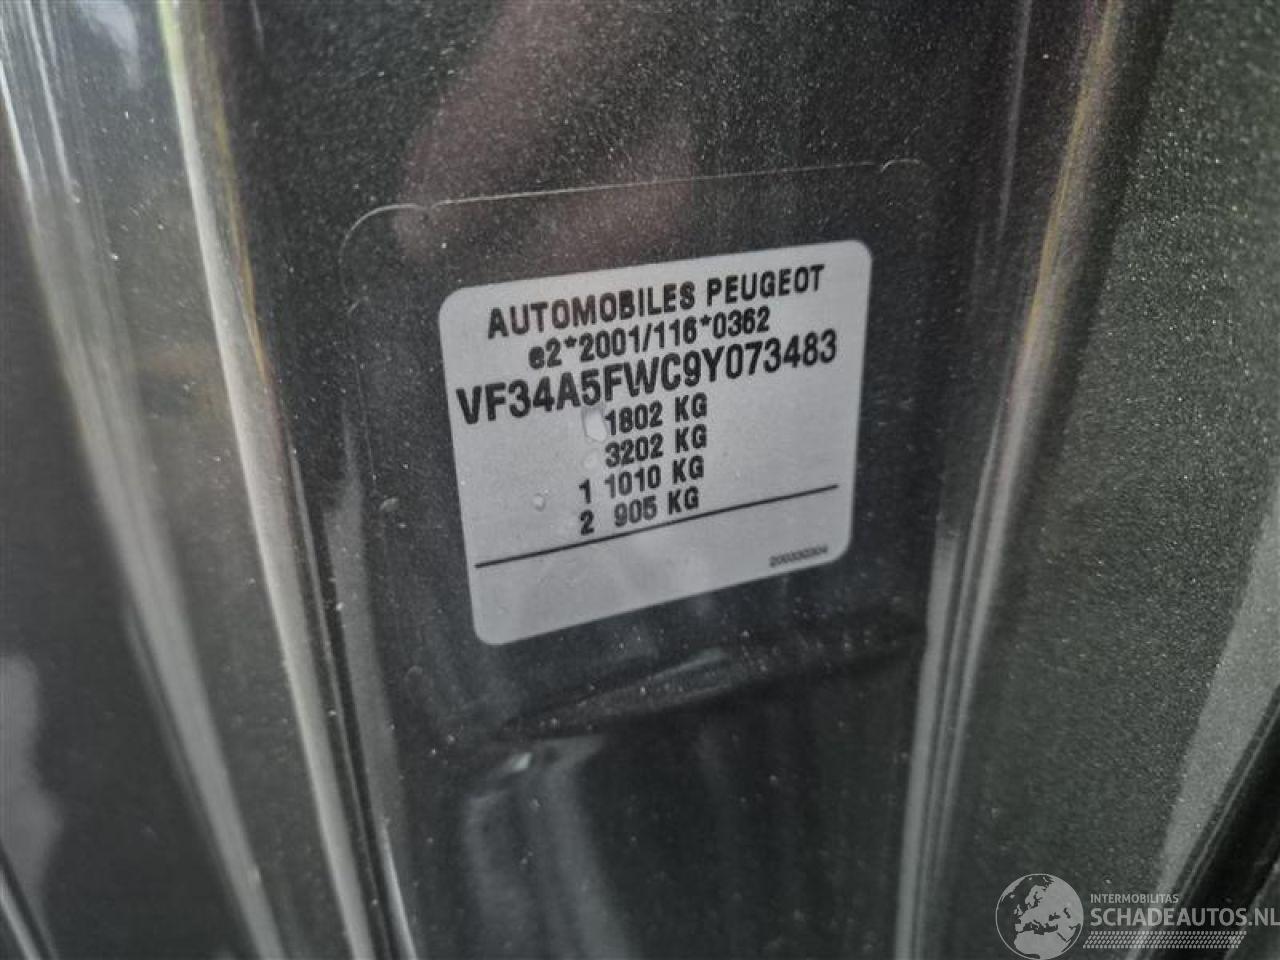 AUTOMOBILES PEUGEOT
e2*2001/116*0362
VF34A5FWC9Y073483
1802 KG
3202 KG
1 1010 KG
2 905 KG
INTERMOBILITAS
SCHADEAUTOS.NL